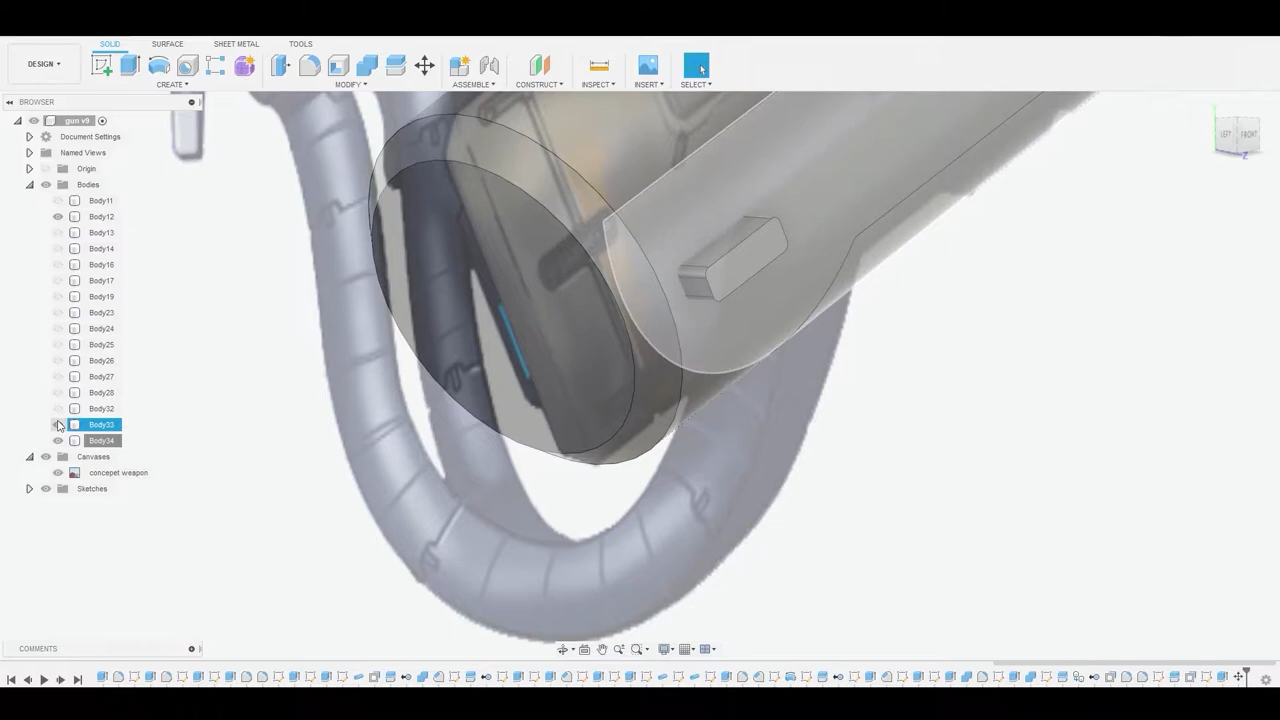 SOLID
SURFACE
SHEET METAL
TOOLS
DESIGN
CREATE
MODIFY
ASSEMBLE
CONSTRUCT
INSPECT
INSERT
SELECT
BROWSER
gun v9
Document Settings
Named Views
Origin
Bodies
Body11
Body12
Body13
Body14
Body16
Body17
Body19
Body23
Body24
Body25
Body26
Body27
Body28
Body32
Body33
Body34
Canvases
concepet weapon
Sketches
LEFT
FRONT
Z
COMMENTS